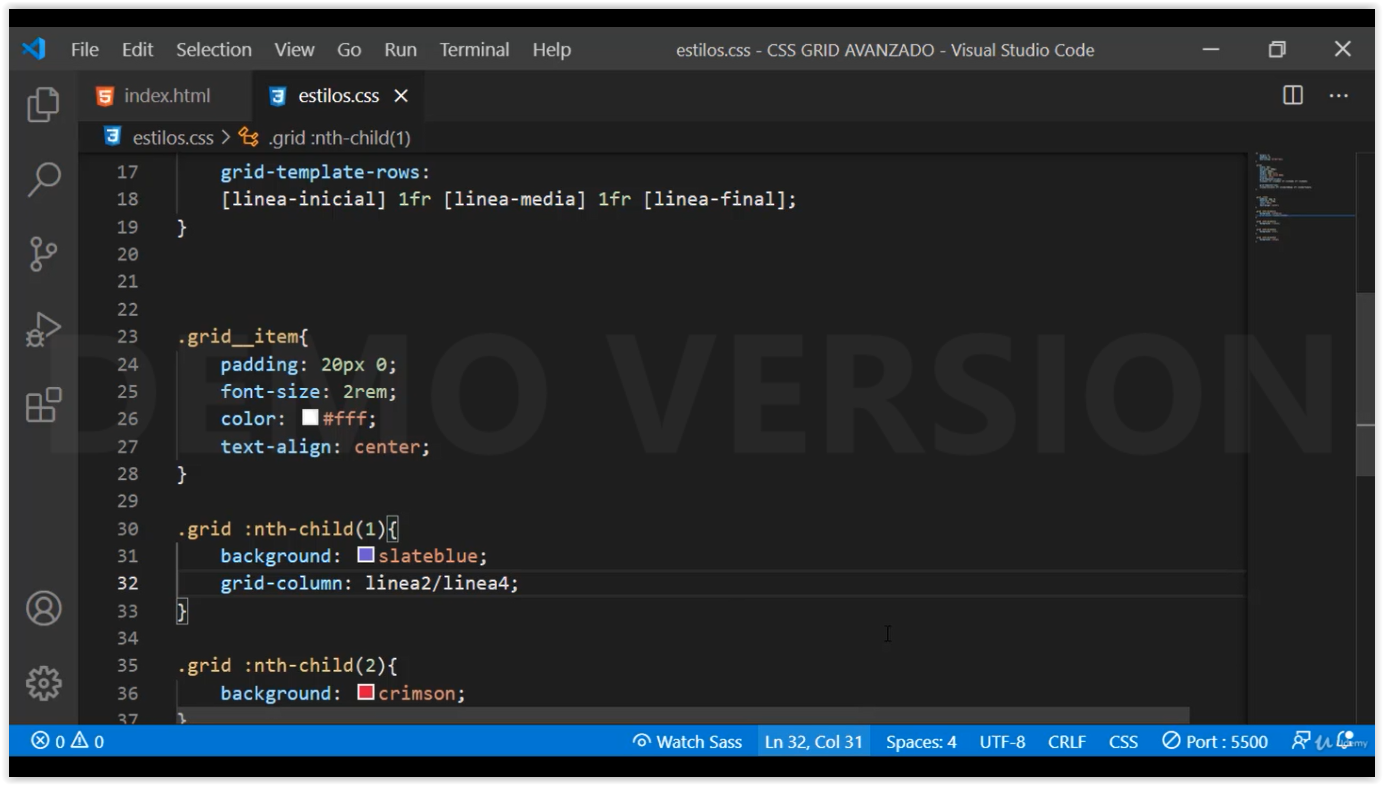 File Edit Selection View Go Run Terminal Help estilos.css - CSS GRID AVANZADO - Visual Studio Code
index.html estilos.css
estilos.css > .grid :nth-child(1)
17 grid-template-rows:
18 [linea-inicial] 1fr [linea-media] 1fr [linea-final];
19 }
20
21
22
23 .grid__item{
24 padding: 20px 0;
25 font-size: 2rem;
26 color: #fff;
27 text-align: center;
28 }
29
30 .grid :nth-child(1){
31 background: slateblue;
32 grid-column: linea2/linea4;
33 }
34
35 .grid :nth-child(2){
36 background: crimson;
37 }
DEMO VERSION
0 0 Watch Sass Ln 32, Col 31 Spaces: 4 UTF-8 CRLF CSS Port : 5500